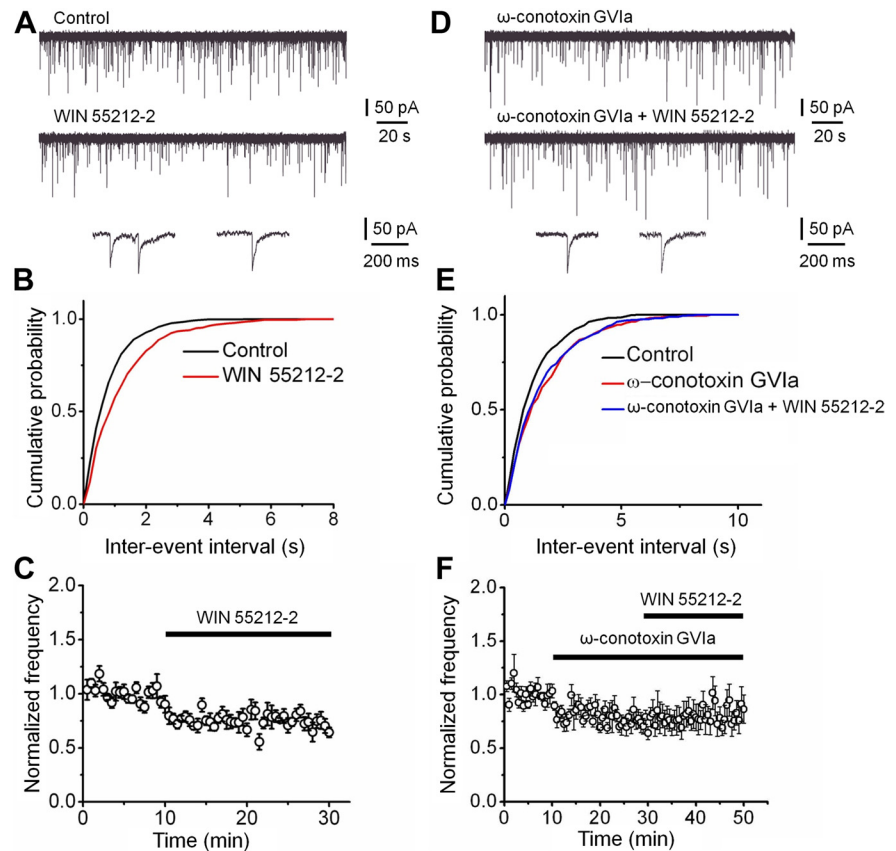 A
Control
50 pA
20 s
WIN 55212-2
50 pA
200 ms
B
Cumulative probability
1.0
0.5
0.0
Control
WIN 55212-2
0 2 4 6 8
Inter-event interval (s)
C
Normalized frequency
2.0
1.5
1.0
0.5
0.0
WIN 55212-2
0 10 20 30
Time (min)
D
ω-conotoxin GVIa
50 pA
20 s
ω-conotoxin GVIa + WIN 55212-2
50 pA
200 ms
E
Cumulative probability
1.0
0.5
0.0
Control
ω-conotoxin GVIa
ω-conotoxin GVIa + WIN 55212-2
0 5 10
Inter-event interval (s)
F
Normalized frequency
2.0
1.5
1.0
0.5
0.0
WIN 55212-2
ω-conotoxin GVIa
0 10 20 30 40 50
Time (min)